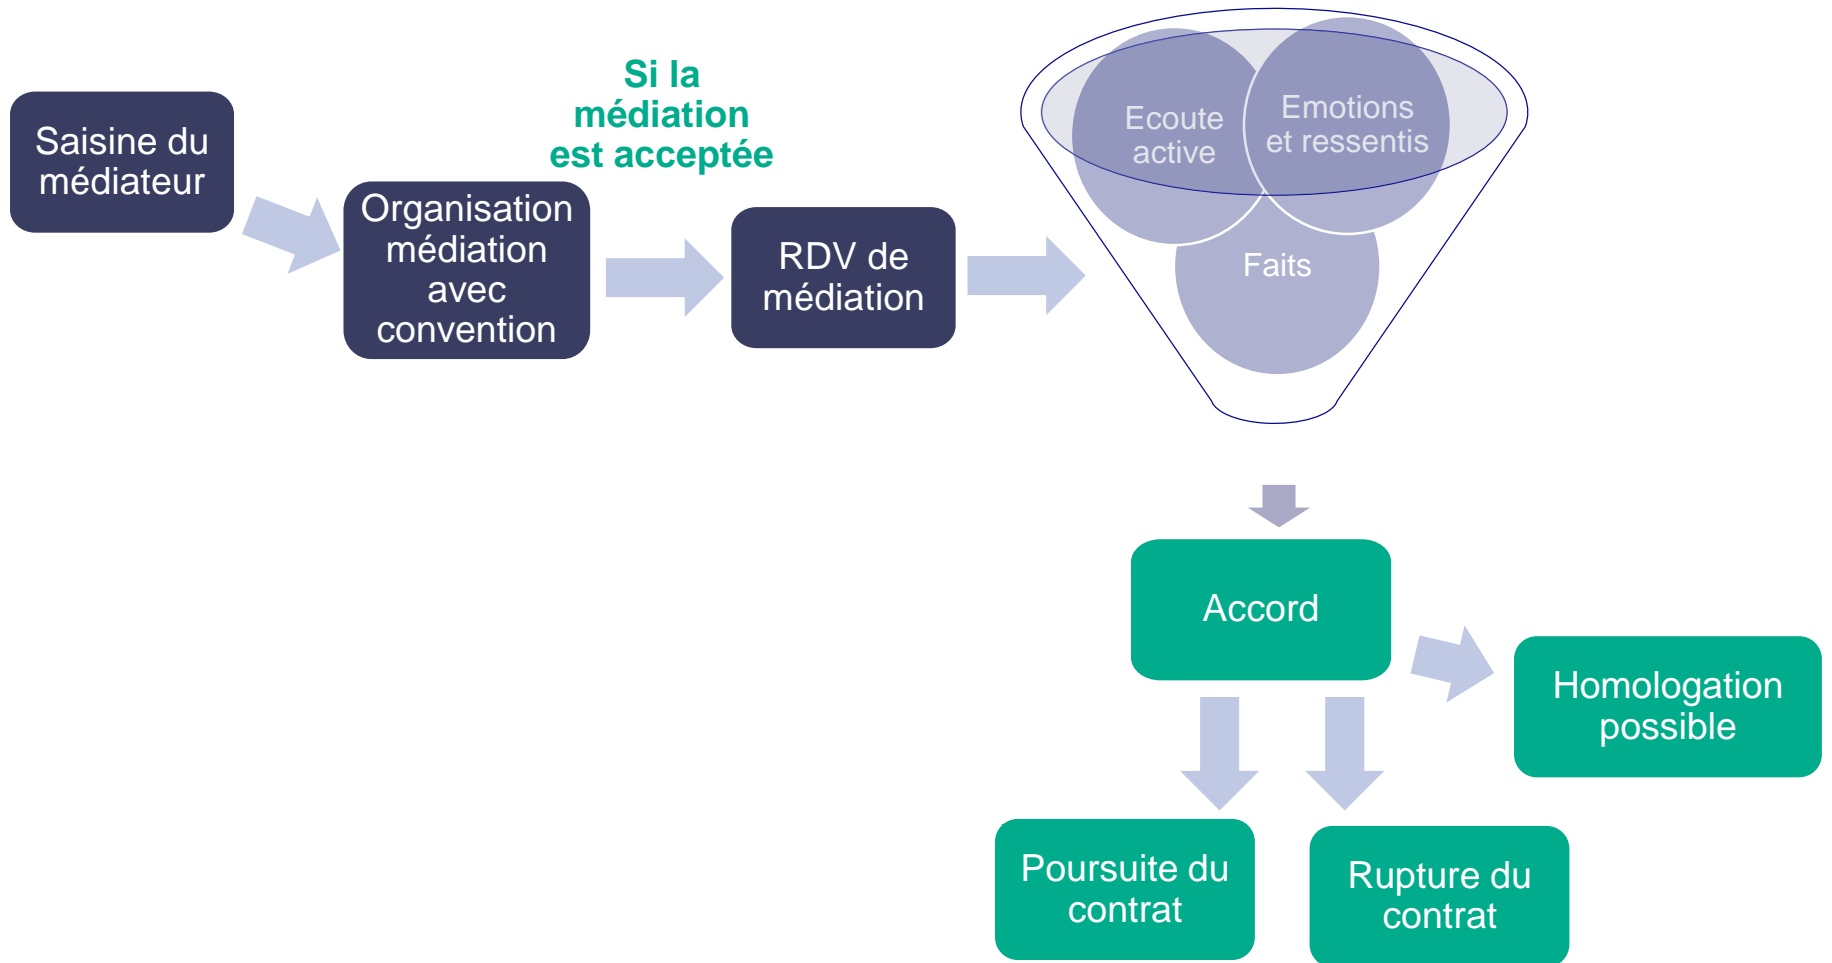 Saisine du
médiateur
Organisation
médiation
avec
convention
Si la
médiation
est acceptée
RDV de
médiation
Ecoute
active
Emotions
et ressentis
Faits
Accord
Homologation
possible
Poursuite du
contrat
Rupture du
contrat